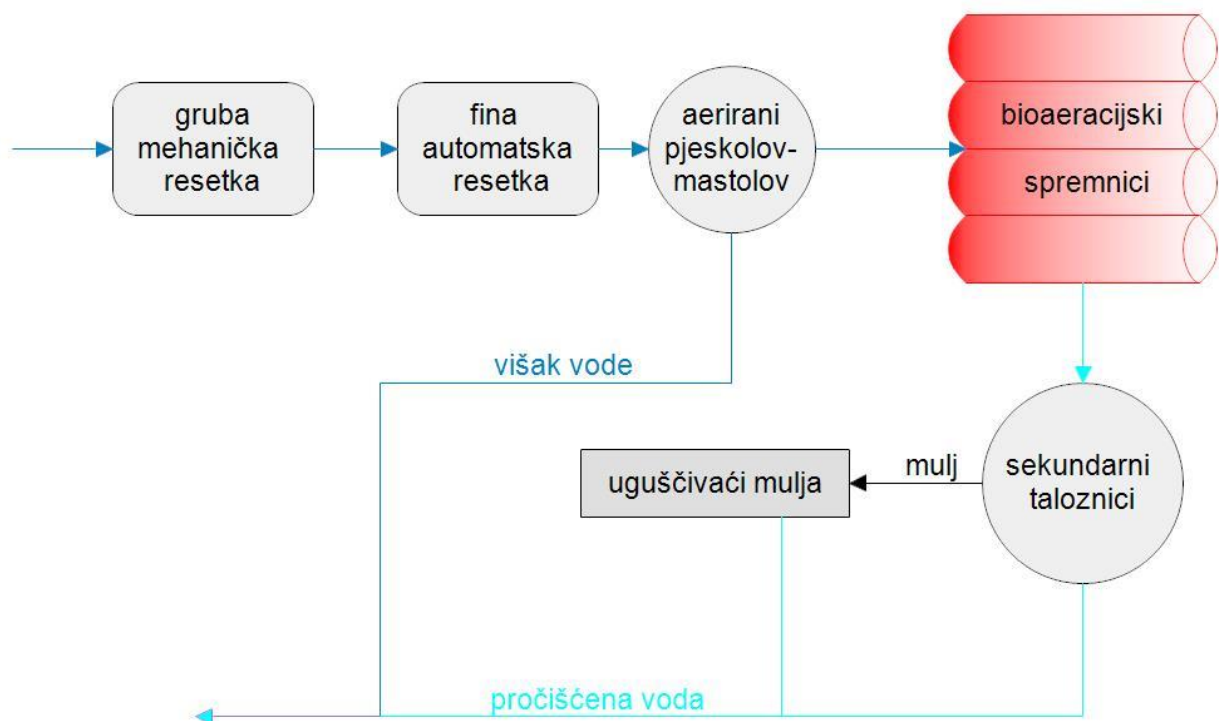 gruba
mehanička
resetka
fina
automatska
resetka
aerirani
pjeskolov-
mastolov
bioaeracijski
spremnici
višak vode
mulj
uguščivaći mulja
sekundarni
taloznici
pročišćena voda